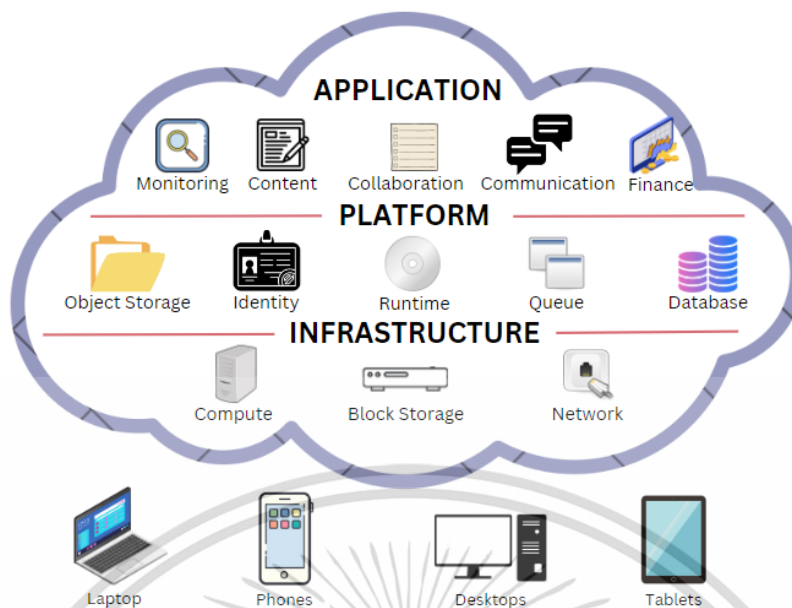 APPLICATION
Monitoring Content Collaboration Communication Finance
PLATFORM
Object Storage Identity Runtime Queue Database
INFRASTRUCTURE
Compute Block Storage Network
Laptop Phones Desktops Tablets